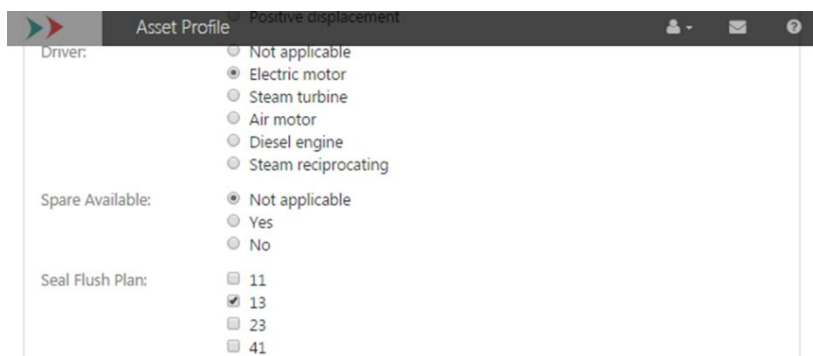 Positive displacement
Asset Profile
Driver:
Not applicable
Electric motor
Steam turbine
Air motor
Diesel engine
Steam reciprocating
Spare Available:
Not applicable
Yes
No
Seal Flush Plan:
11
13
23
41